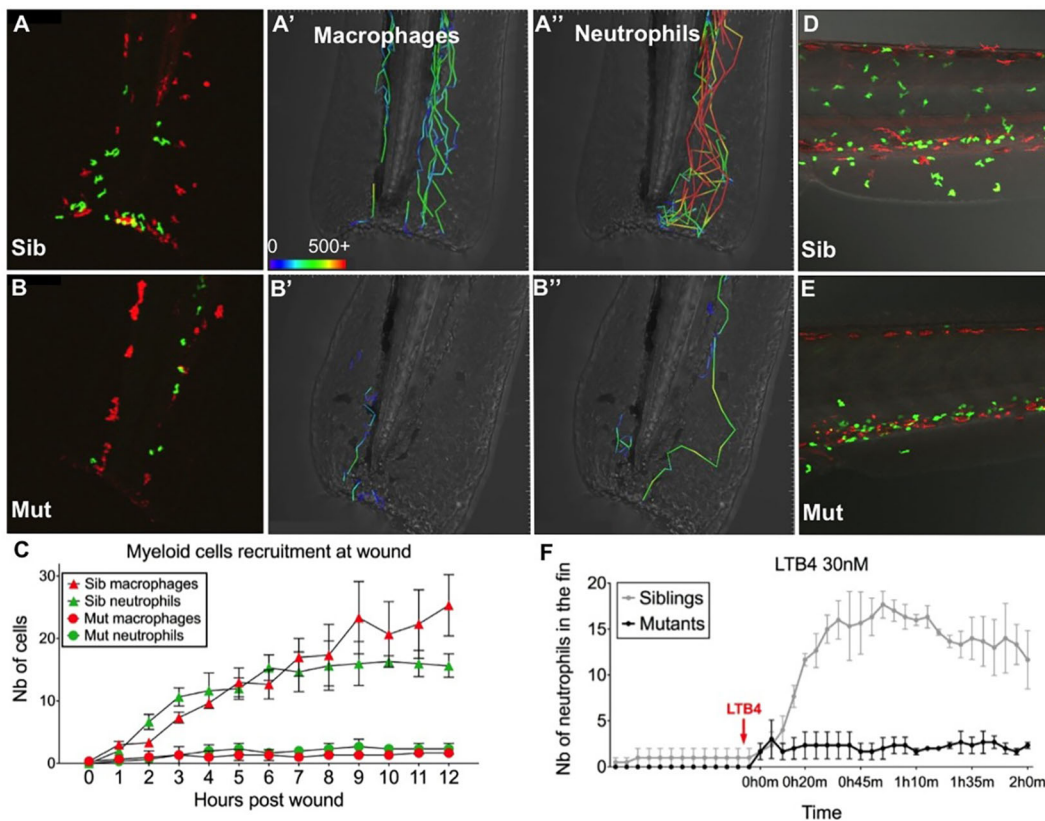 A
A'
Macrophages
A''
Neutrophils
D
Sib
0
500+
Sib
B
B'
B''
E
Mut
Mut
C
Myeloid cells recruitment at wound
30
20
10
0
Nb of cells
Sib macrophages
Sib neutrophils
Mut macrophages
Mut neutrophils
0 1 2 3 4 5 6 7 8 9 10 11 12
Hours post wound
F
LTB4 30nM
20
15
10
5
0
Nb of neutrophils in the fin
Siblings
Mutants
LTB4
0h0m 0h20m 0h45m 1h10m 1h35m 2h0m
Time